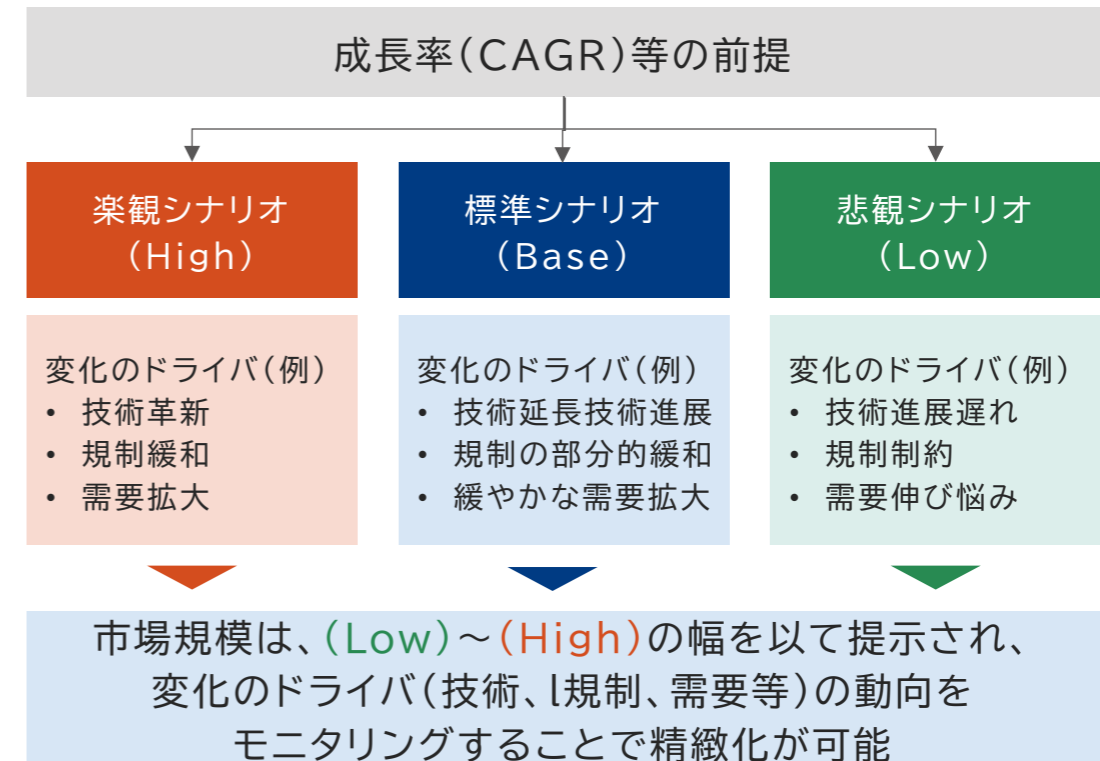 成長率(CAGR)等の前提
楽観シナリオ
(High)
標準シナリオ
(Base)
悲観シナリオ
(Low)
変化のドライバ(例)
• 技術革新
• 規制緩和
• 需要拡大
変化のドライバ(例)
• 技術延長技術進展
• 規制の部分的緩和
• 緩やかな需要拡大
変化のドライバ(例)
• 技術進展遅れ
• 規制制約
• 需要伸び悩み
市場規模は、(Low)～(High)の幅を以て提示され、
変化のドライバ(技術、l規制、需要等)の動向を
モニタリングすることで精緻化が可能